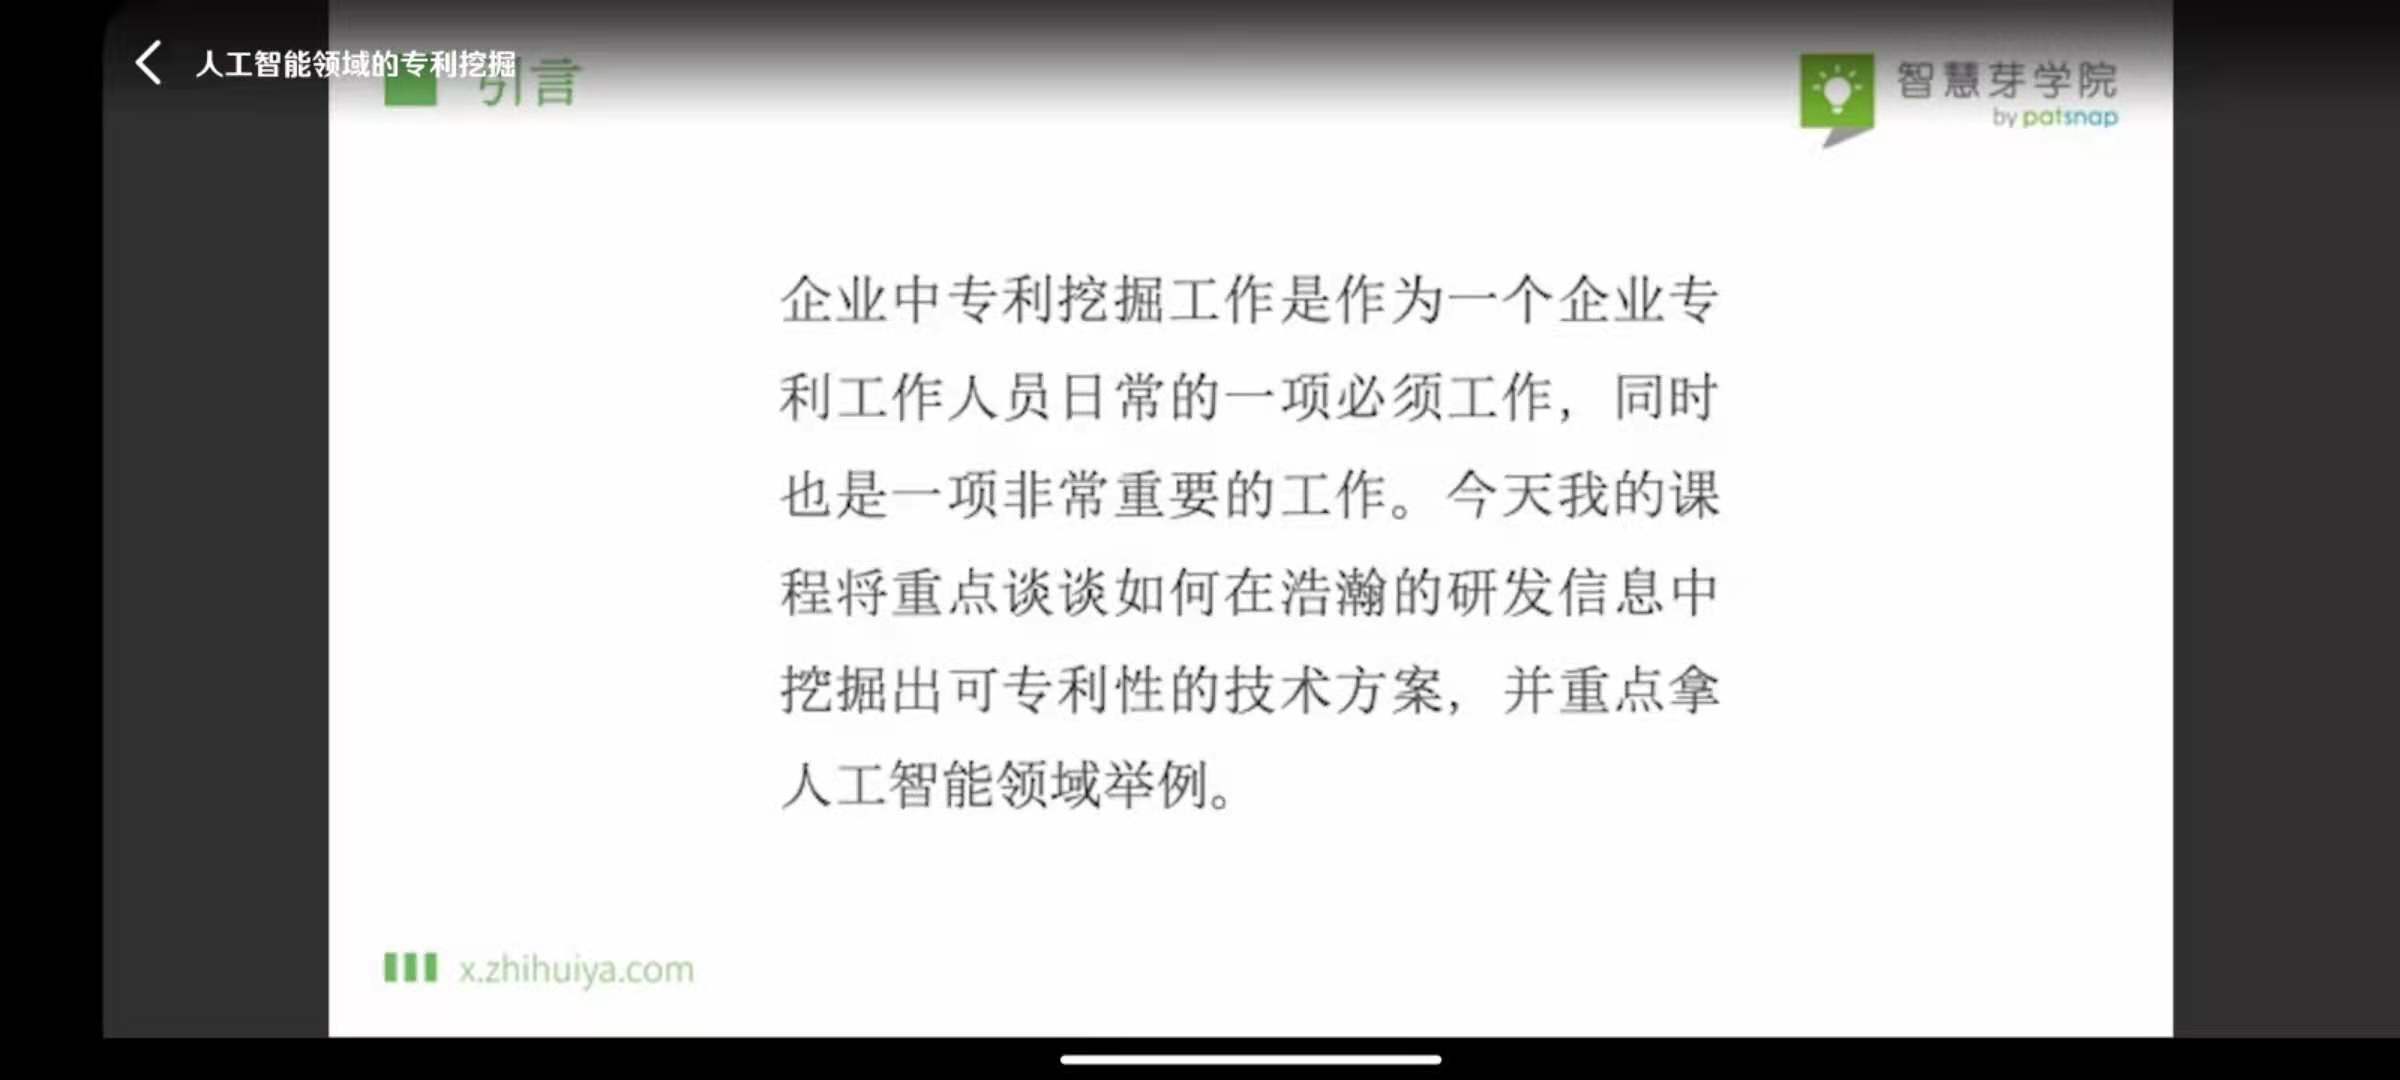 人工智能领域的专利挖掘
引言
智慧芽学院
by patsnap
企业中专利挖掘工作是作为一个企业专
利工作人员日常的一项必须工作，同时
也是一项非常重要的工作。今天我的课
程将重点谈谈如何在浩瀚的研发信息中
挖掘出可专利性的技术方案，并重点拿
人工智能领域举例。
x.zhihuiya.com